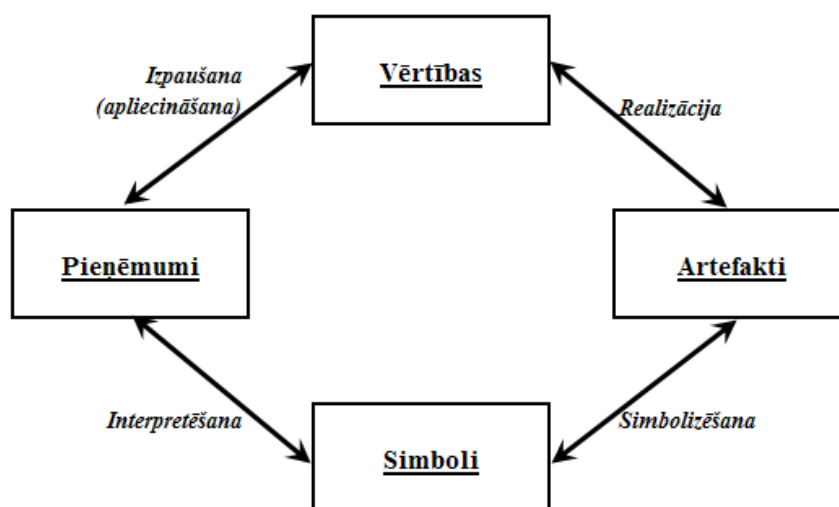 Vērtības
Izpaušana
(apliecināšana)
Realizācija
Pieņēmumi
Artefakti
Interpretēšana
Simbolizēšana
Simboli